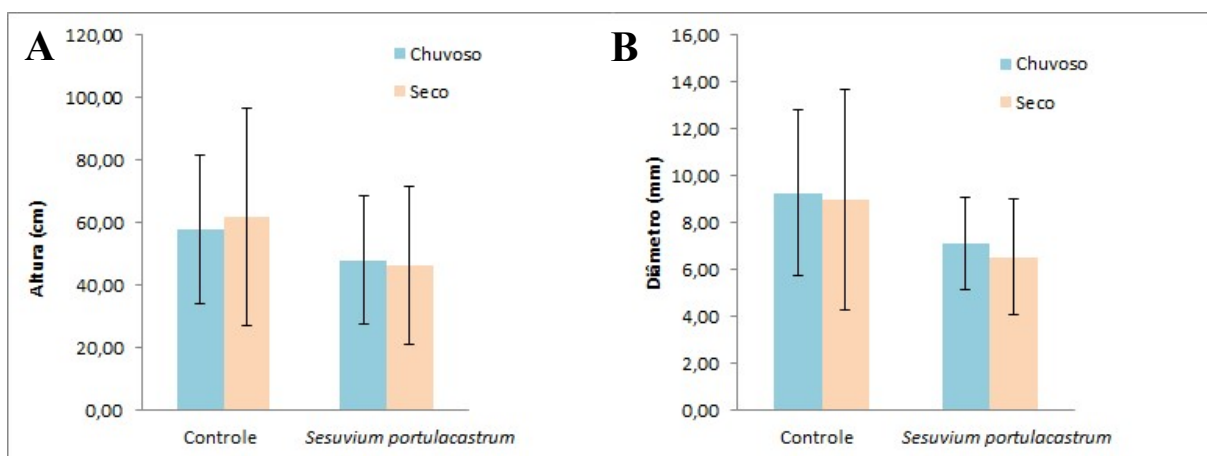 A
120,00
100,00
80,00
60,00
40,00
20,00
0,00
Altura (cm)
Chuvoso
Seco
Controle
Sesuvium portulacastrum
B
16,00
14,00
12,00
10,00
8,00
6,00
4,00
2,00
0,00
Diâmetro (mm)
Chuvoso
Seco
Controle
Sesuvium portulacastrum